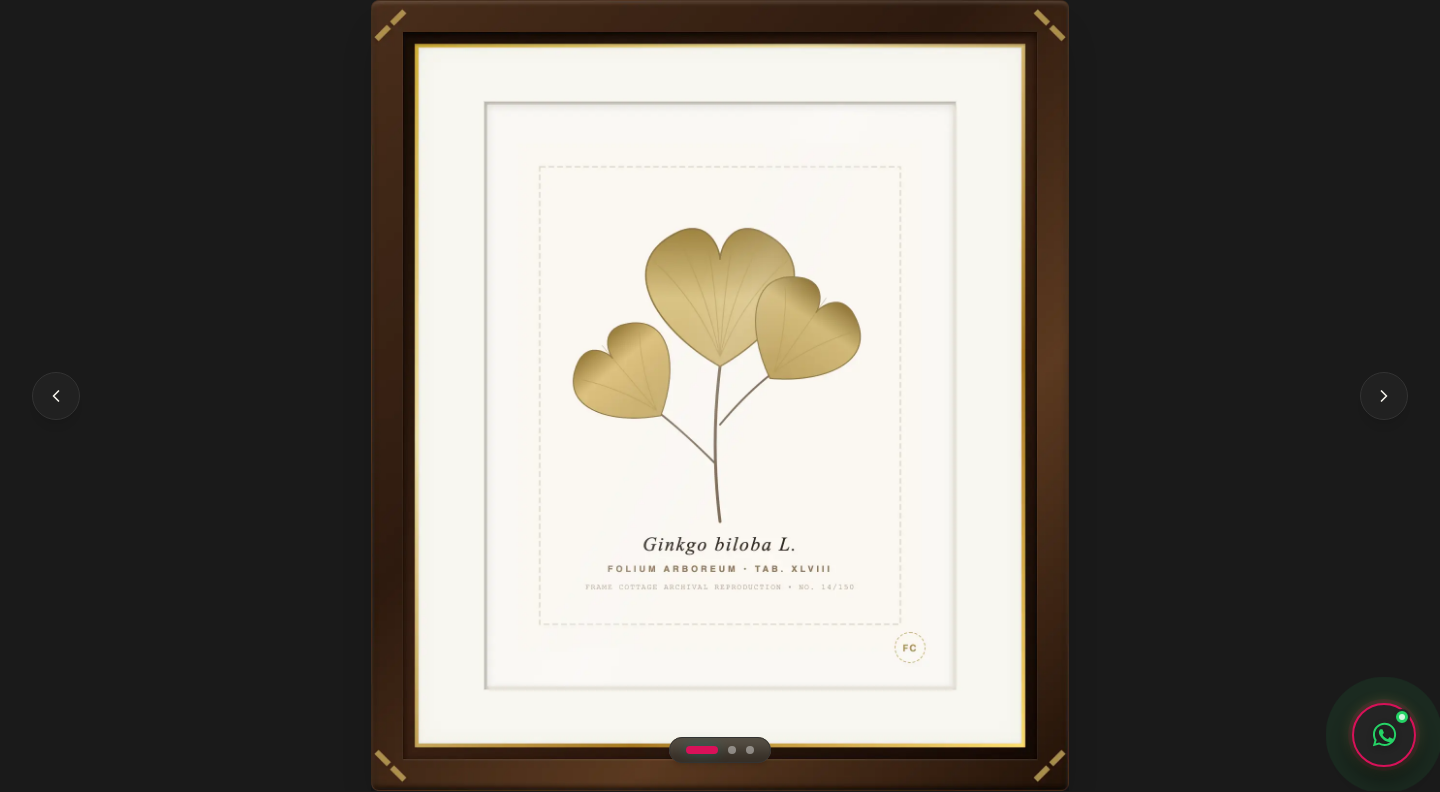 Ginkgo biloba L.
FOLIUM ARBOREUM · TAB. XLVIII
FRAME COTTAGE ARCHIVAL REPRODUCTION • NO. 14/150
FC